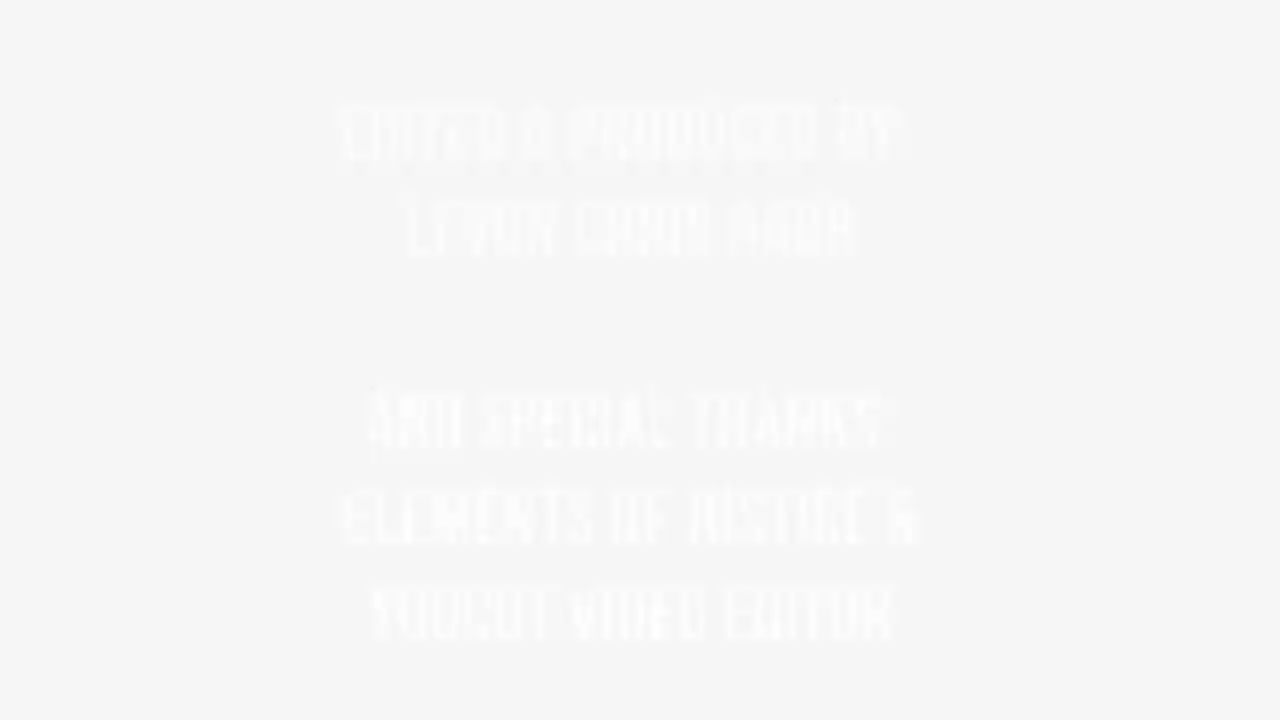 EDITED & PRODUCED BY
AND SPECIAL THANKS
ELEMENTS OF JUSTICE &
YOUCUT VIDEO EDITOR